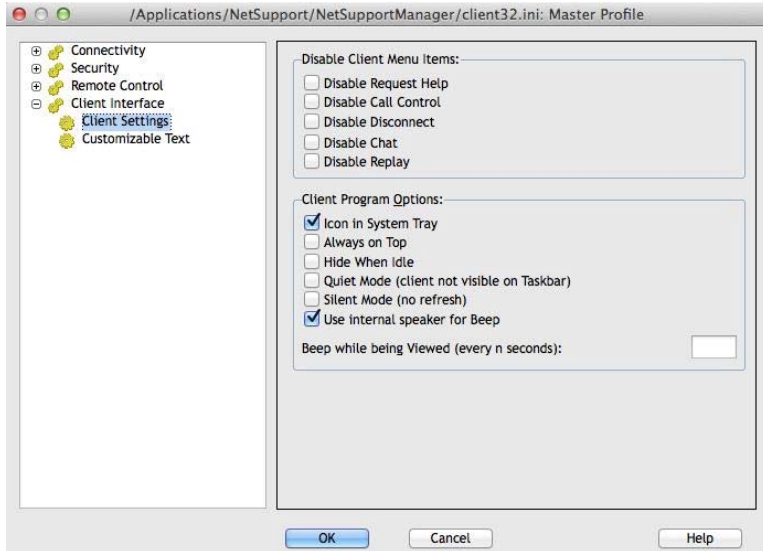 /Applications/NetSupport/NetSupportManager/client32.ini: Master Profile
Connectivity
Security
Remote Control
Client Interface
Client Settings
Customizable Text
Disable Client Menu Items:
Disable Request Help
Disable Call Control
Disable Disconnect
Disable Chat
Disable Replay
Client Program Options:
Icon in System Tray
Always on Top
Hide When Idle
Quiet Mode (client not visible on Taskbar)
Silent Mode (no refresh)
Use internal speaker for Beep
Beep while being Viewed (every n seconds):
OK
Cancel
Help